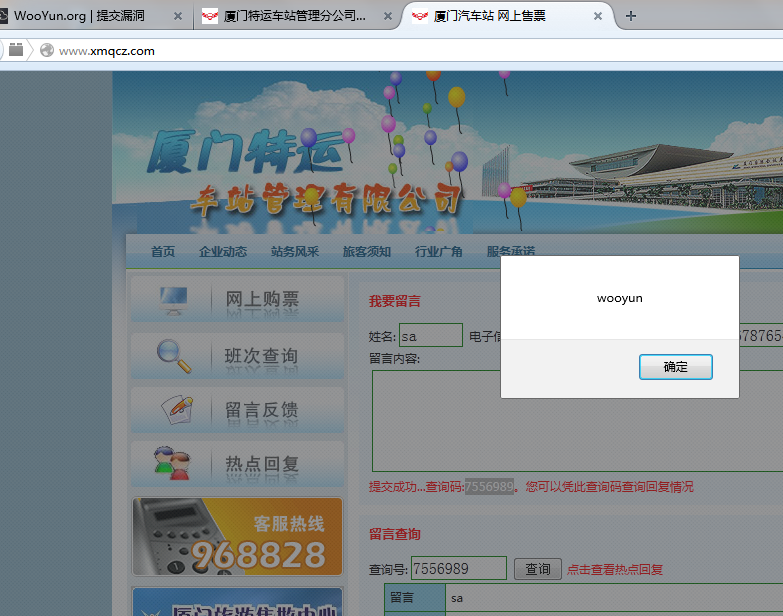 WooYun.org | 提交漏洞
厦门特运车站管理分公司...
厦门汽车站 网上售票
www.xmqcz.com
厦门特运
车站管理有限公司
首页 企业动态 站务风采 旅客须知 行业广角 服务承诺
网上购票
班次查询
留言反馈
热点回复
客服热线
968828
厦门旅游集散中心
我要留言
姓名: sa 电子信
78765
留言内容:
提交成功...查询码:7556989。您可以凭此查询码查询回复情况
留言查询
查询号: 7556989 查询 点击查看热点回复
留言 sa
wooyun
确定